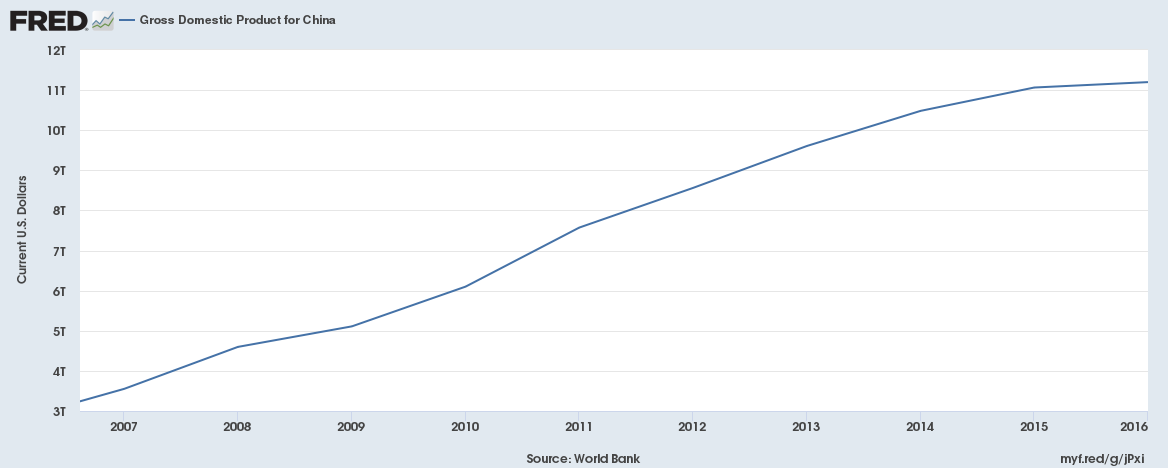 FRED Gross Domestic Product for China
12T
11T
10T
9T
8T
7T
6T
5T
4T
3T
Current U.S. Dollars
2007 2008 2009 2010 2011 2012 2013 2014 2015 2016
Source: World Bank
myf.red/g/jPxi